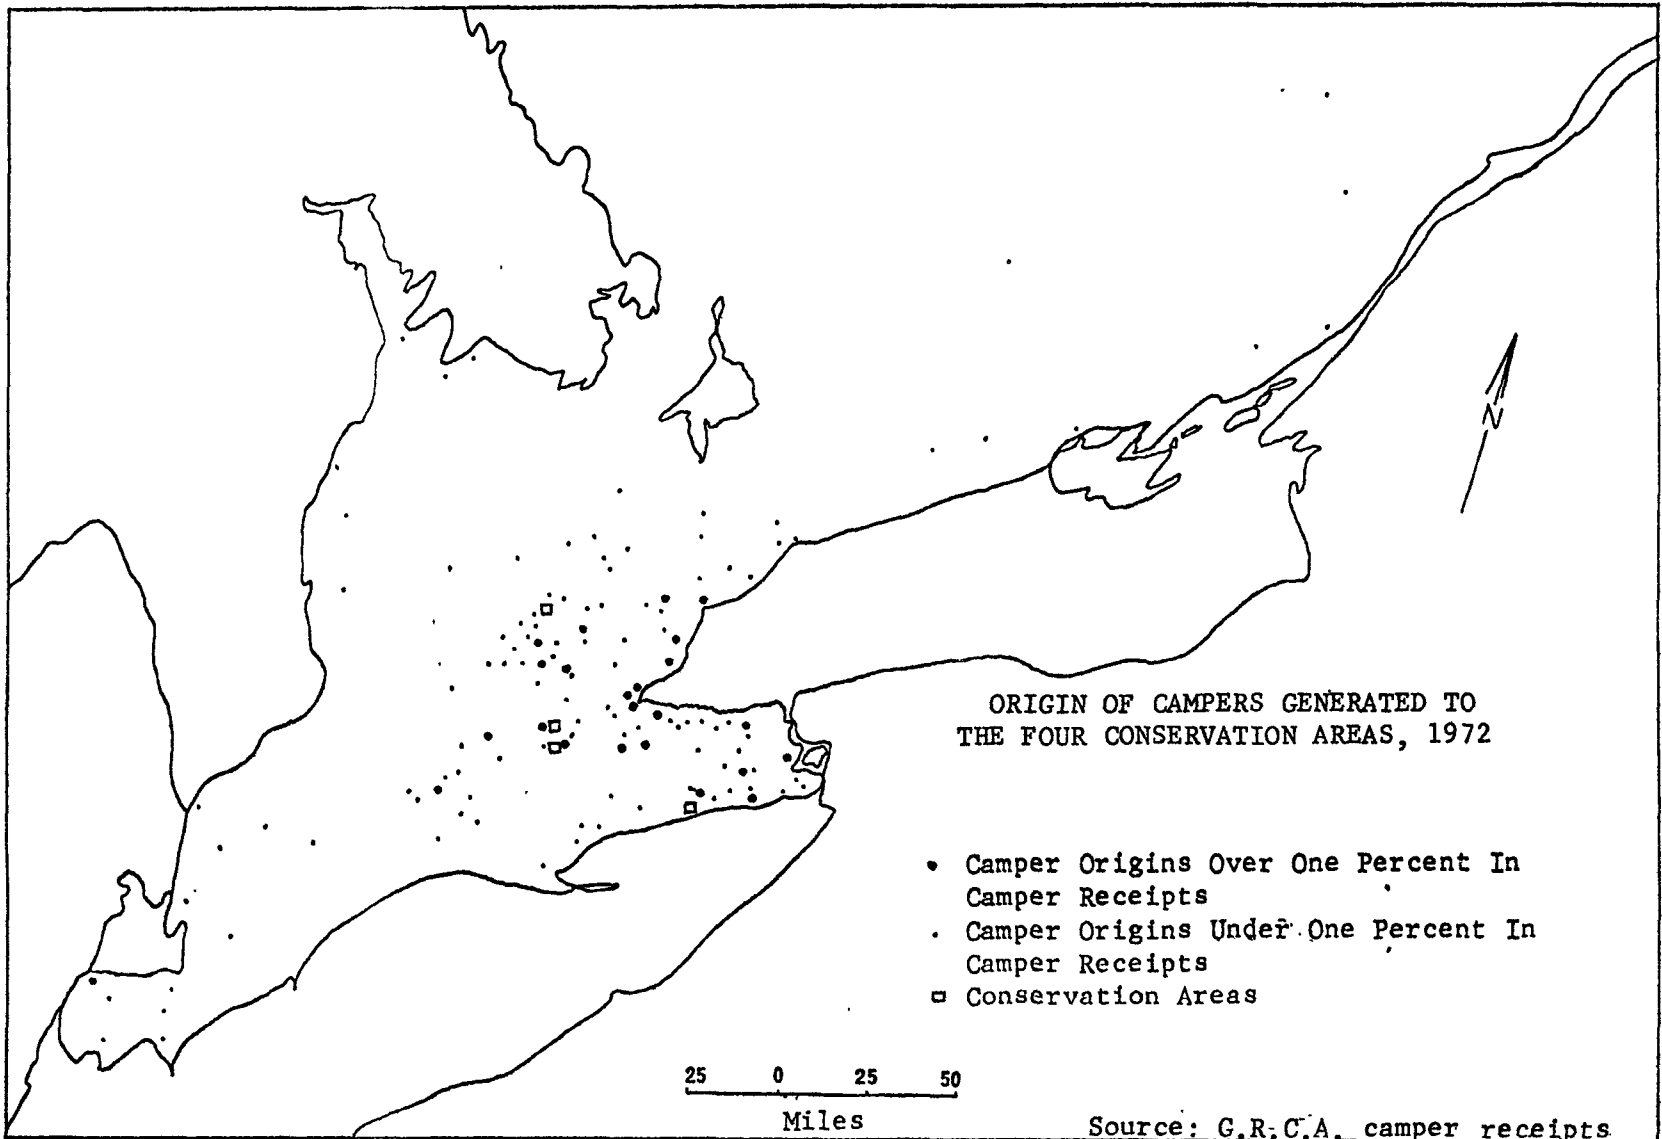 N
ORIGIN OF CAMPERS GENERATED TO
THE FOUR CONSERVATION AREAS, 1972
Camper Origins Over One Percent In
Camper Receipts
Camper Origins Under One Percent In
Camper Receipts
Conservation Areas
25 0 25 50
Miles
Source: G.R.C.A. camper receipts